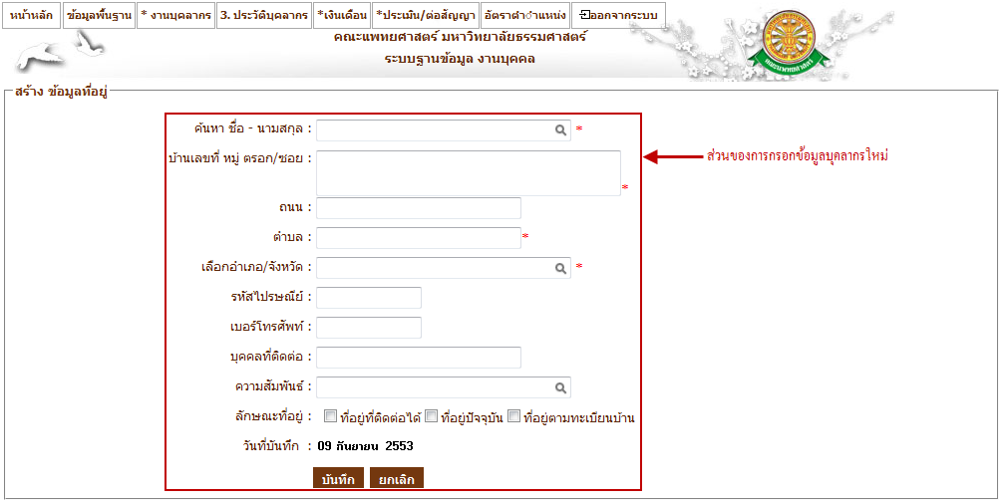 หน้าหลัก ข้อมูลพื้นฐาน * งานบุคลากร 3. ประวัติบุคลากร *เงินเดือน *ประเมิน/ต่อสัญญา อัตราตำแหน่ง ออกจากระบบ
คณะแพทยศาสตร์ มหาวิทยาลัยธรรมศาสตร์
ระบบฐานข้อมูล งานบุคคล
สร้าง ข้อมูลที่อยู่
ค้นหา ชื่อ - นามสกุล : *
บ้านเลขที่ หมู่ ตรอก/ซอย : *
ส่วนของการกรอกข้อมูลบุคลากรใหม่
ถนน :
ตำบล : *
เลือกอำเภอ/จังหวัด : *
รหัสไปรษณีย์ :
เบอร์โทรศัพท์ :
บุคคลที่ติดต่อ :
ความสัมพันธ์ :
ลักษณะที่อยู่ : ที่อยู่ที่ติดต่อได้ ที่อยู่ปัจจุบัน ที่อยู่ตามทะเบียนบ้าน
วันที่บันทึก : 09 กันยายน 2553
บันทึก ยกเลิก